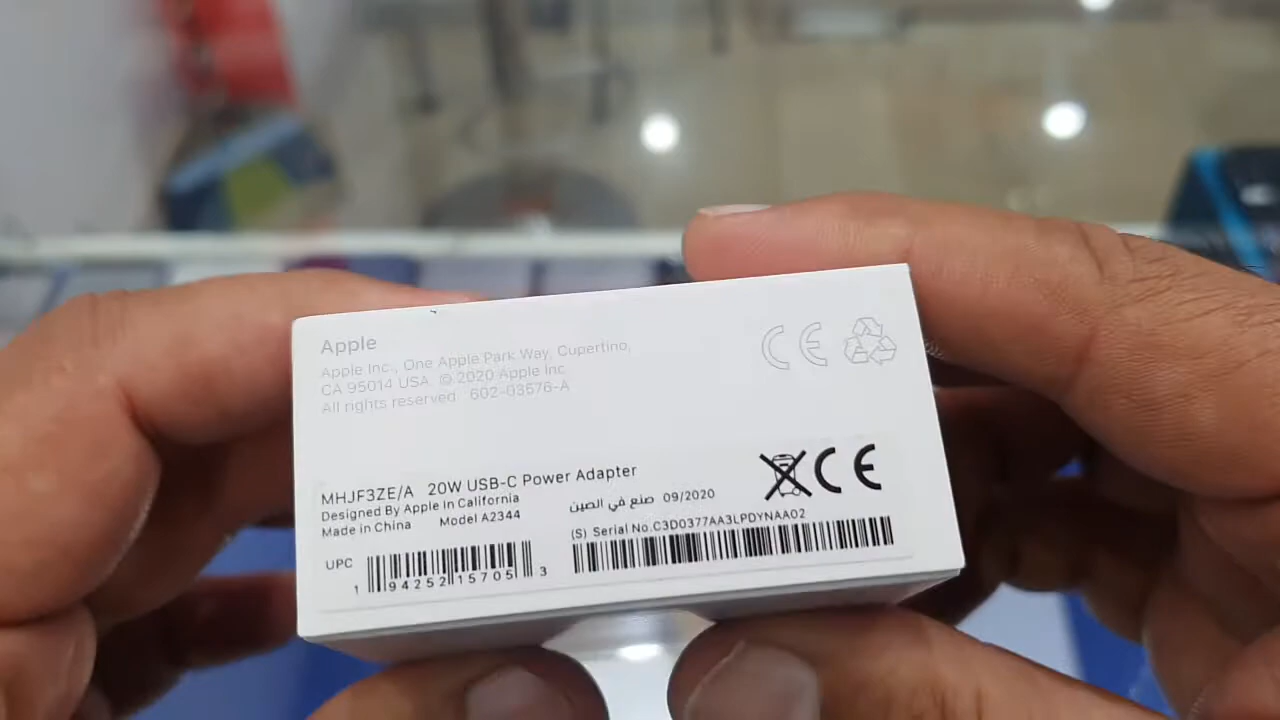 Apple
Apple Inc., One Apple Park Way, Cupertino,
CA 95014 USA. © 2020 Apple Inc
All rights reserved. 602-03676-A
MHJF3ZE/A 20W USB-C Power Adapter
Designed By Apple in California
Made in China Model A2344
صنع في الصين 09/2020
(S) Serial No.C3D0377AA3LPDYNAA02
UPC
1 94252 15705 3
CE
CE